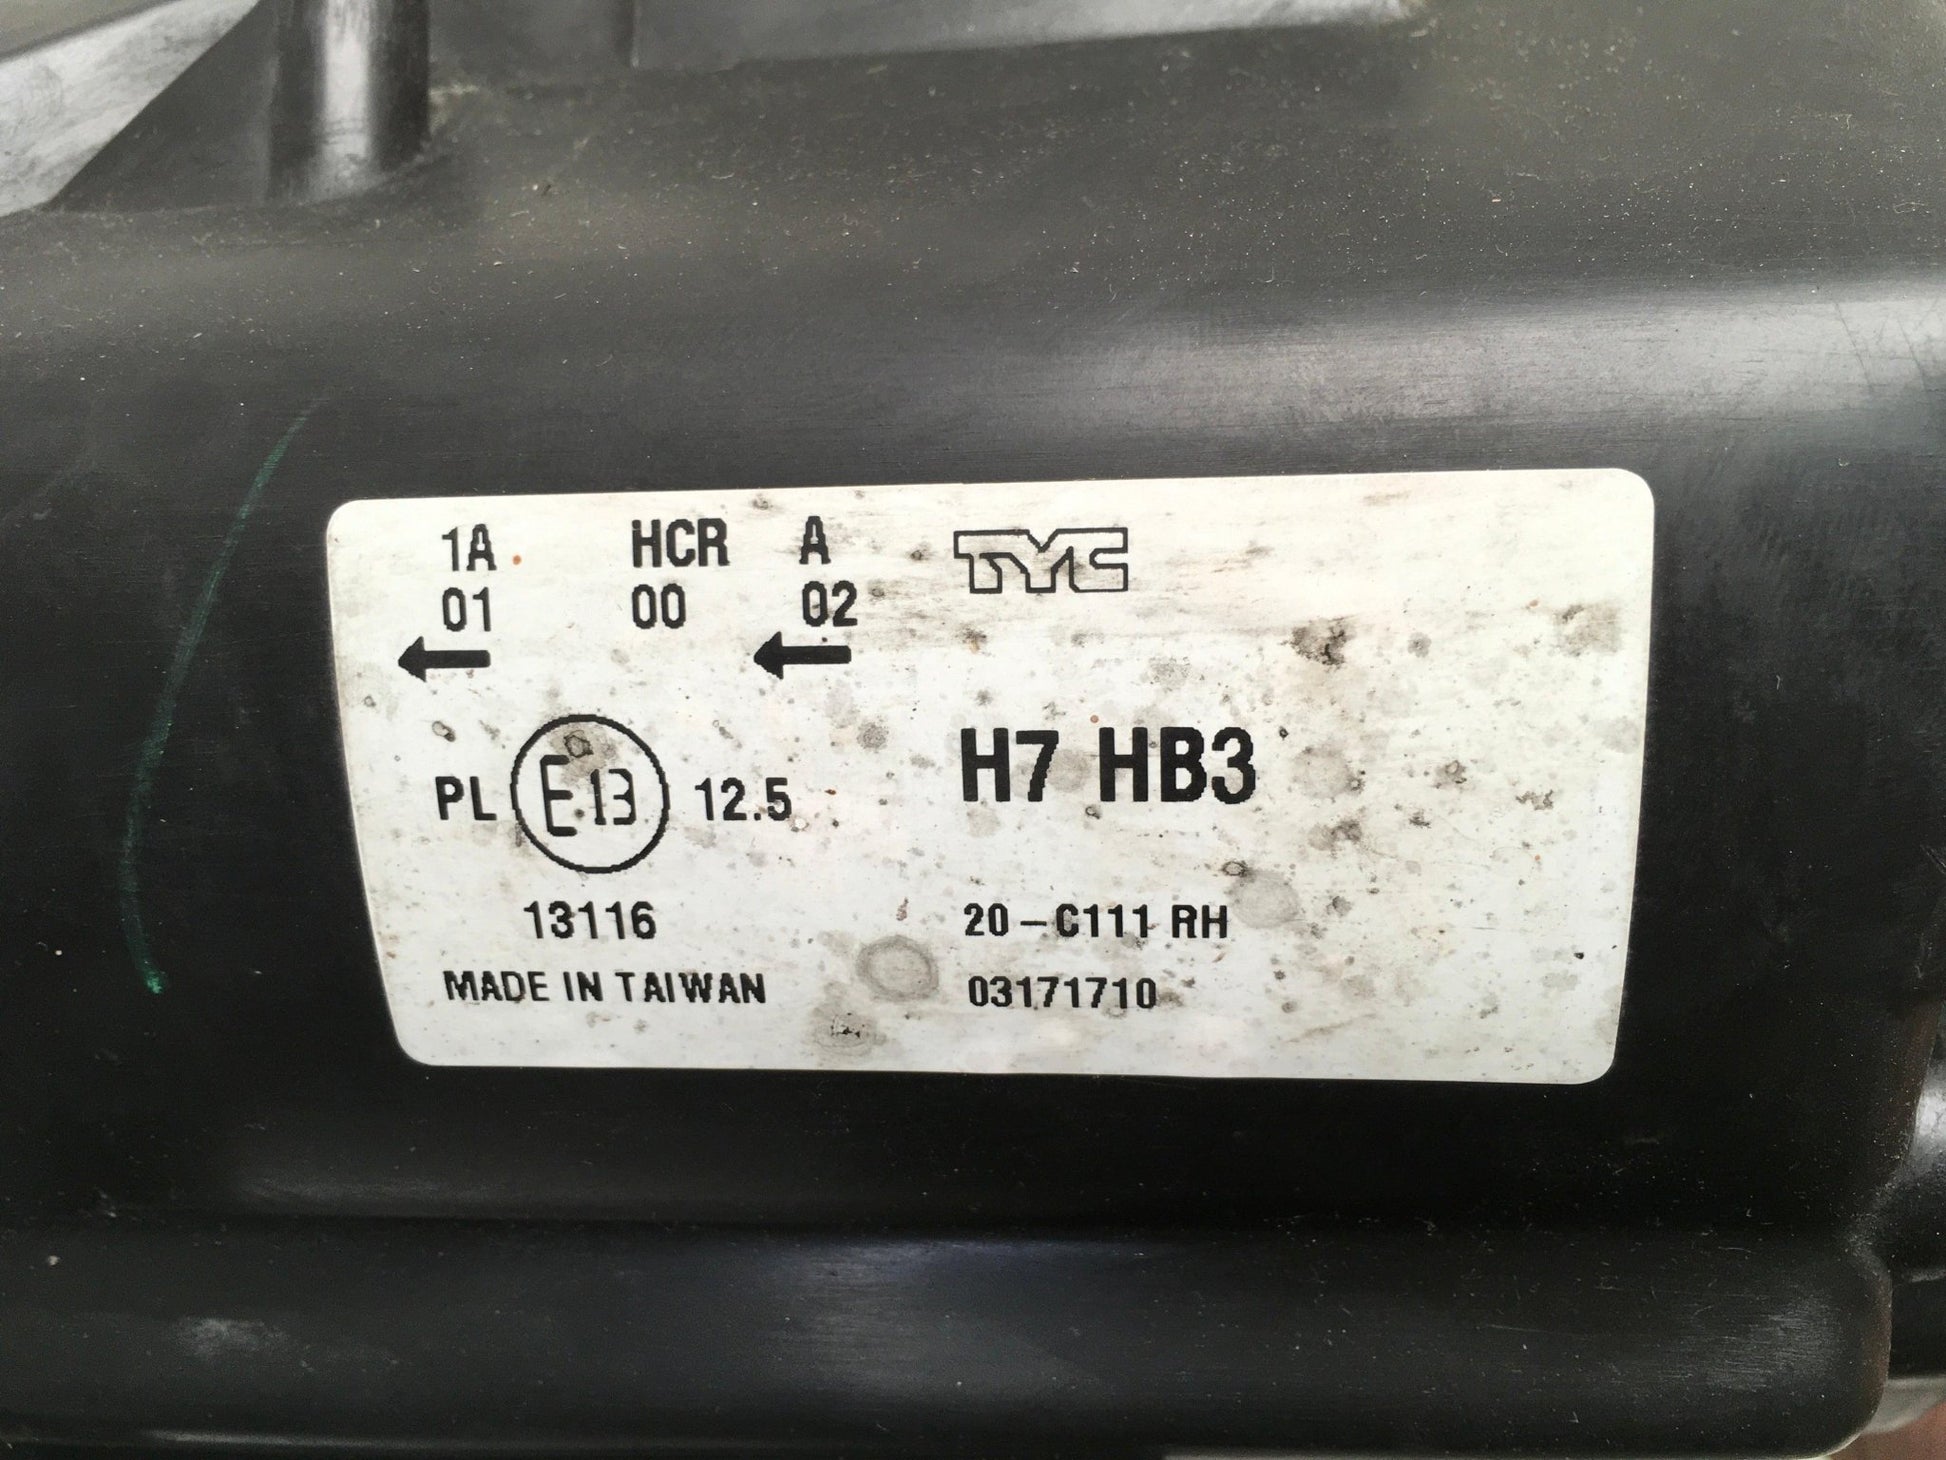 1A HCR A TYC
01 00 02
PL E13 12.5 H7 HB3
13116 20-C111 RH
MADE IN TAIWAN 03171710